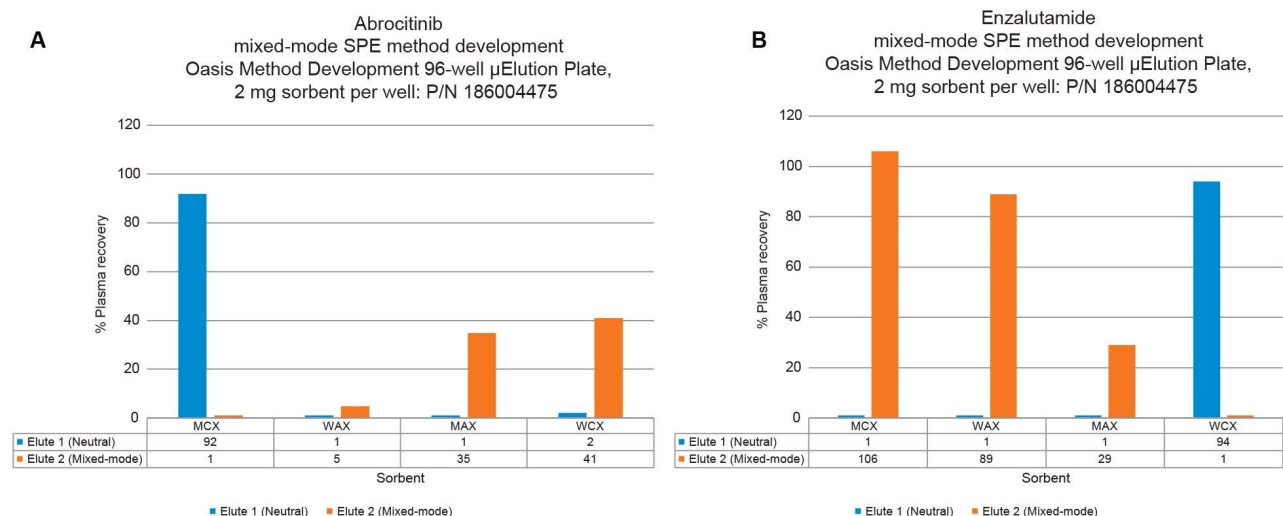 A
Abrocitinib
mixed-mode SPE method development
Oasis Method Development 96-well µElution Plate,
2 mg sorbent per well: P/N 186004475
% Plasma recovery
120
100
80
60
40
20
0
MCX WAX MAX WCX
Elute 1 (Neutral) 92 1 1 2
Elute 2 (Mixed-mode) 1 5 35 41
Sorbent
Elute 1 (Neutral) Elute 2 (Mixed-mode)
B
Enzalutamide
mixed-mode SPE method development
Oasis Method Development 96-well µElution Plate,
2 mg sorbent per well: P/N 186004475
% Plasma recovery
120
100
80
60
40
20
0
MCX WAX MAX WCX
Elute 1 (Neutral) 1 1 1 94
Elute 2 (Mixed-mode) 106 89 29 1
Sorbent
Elute 1 (Neutral) Elute 2 (Mixed-mode)